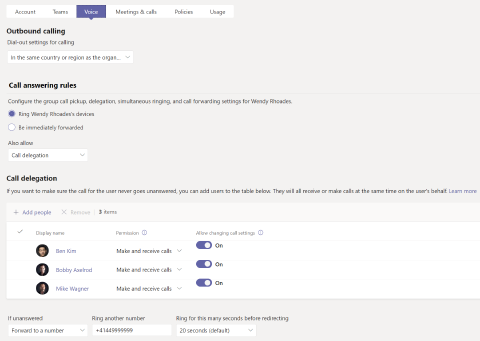 Account Teams Voice Meetings & calls Policies Usage
Outbound calling
Dial-out settings for calling
In the same country or region as the organ...
Call answering rules
Configure the group call pickup, delegation, simultaneous ringing, and call forwarding settings for Wendy Rhoades.
Ring Wendy Rhoades's devices
Be immediately forwarded
Also allow
Call delegation
Call delegation
If you want to make sure the call for the user never goes unanswered, you can add users to the table below. They will all receive or make calls at the same time on the user's behalf. Learn more
+ Add people × Remove 3 items
Display name Permission Allow changing call settings
Ben Kim Make and receive calls On
Bobby Axelrod Make and receive calls On
Mike Wagner Make and receive calls On
If unanswered Ring another number Ring for this many seconds before redirecting
Forward to a number +41449999999 20 seconds (default)